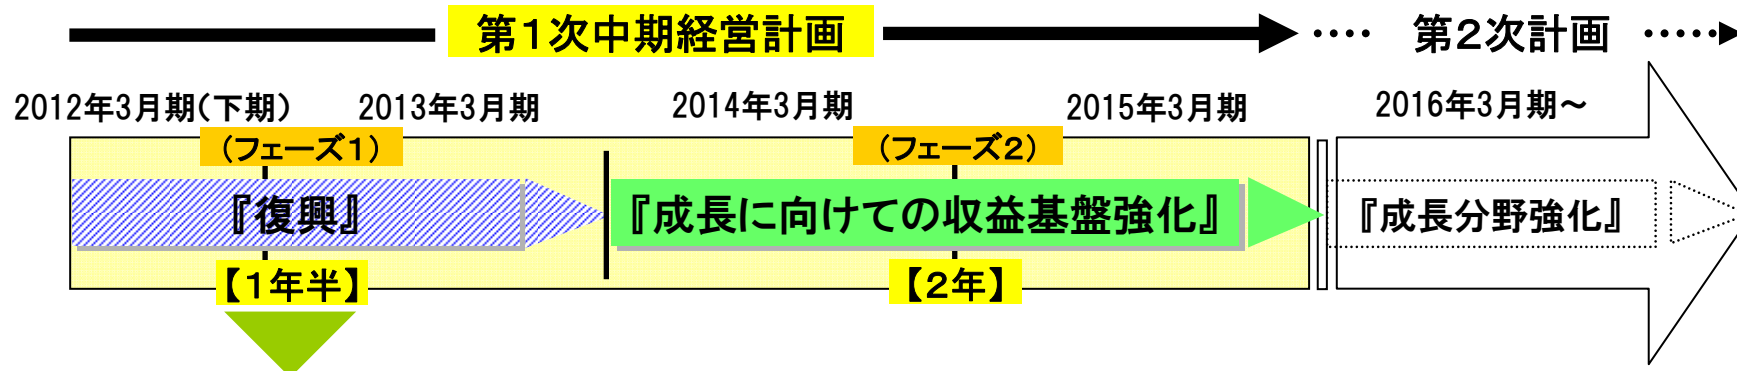 第1次中期経営計画
第2次計画
2012年3月期(下期)
2013年3月期
2014年3月期
2015年3月期
2016年3月期~
(フェーズ1)
(フェーズ2)
『復興』
『成長に向けての収益基盤強化』
『成長分野強化』
【1年半】
【2年】